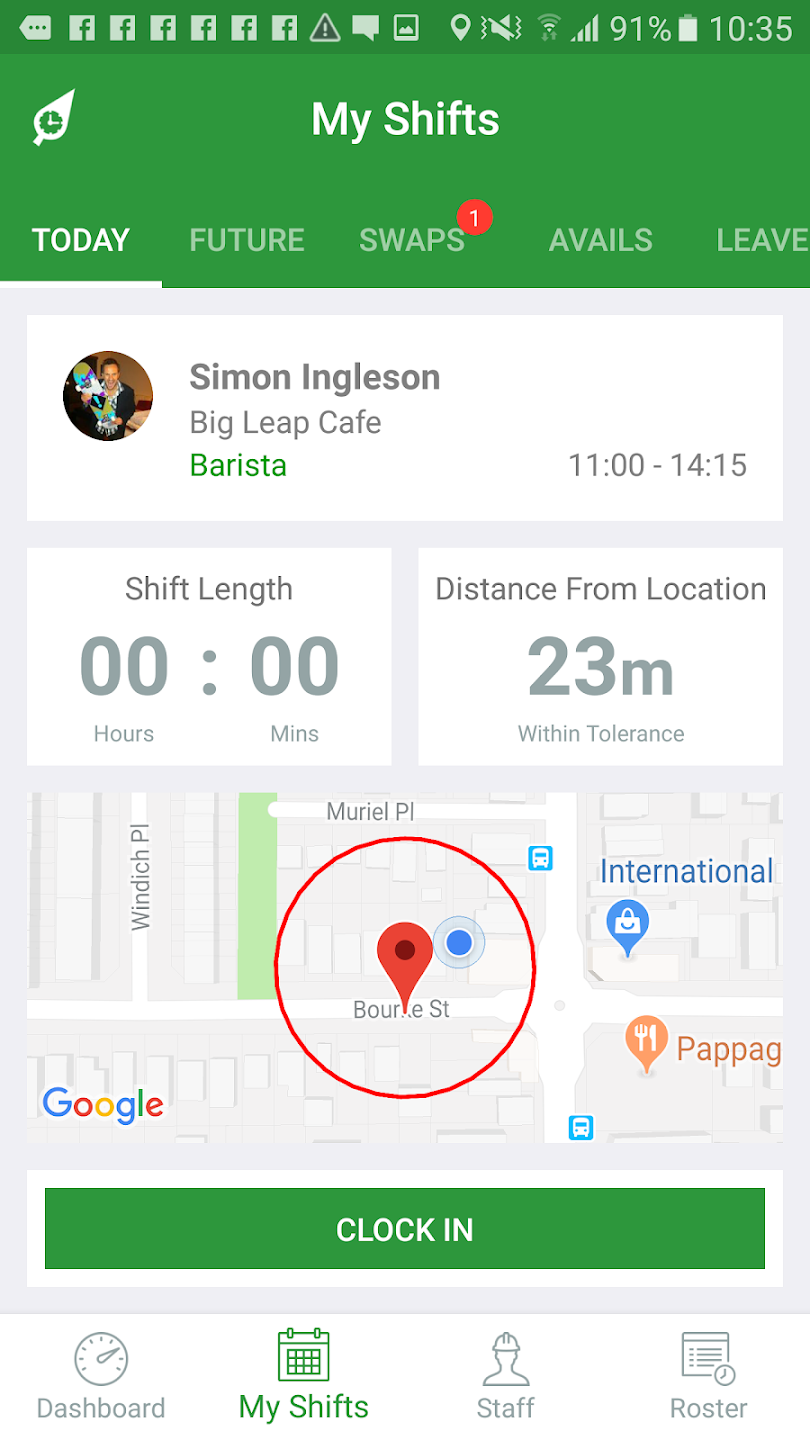 91% 10:35
My Shifts
TODAY FUTURE SWAPS 1 AVAILS LEAVE
Simon Ingleson
Big Leap Cafe
Barista 11:00 - 14:15
Shift Length
00 : 00
Hours Mins
Distance From Location
23m
Within Tolerance
Muriel Pl
Windich Pl
International
Bourke St
Pappag
Google
CLOCK IN
Dashboard My Shifts Staff Roster